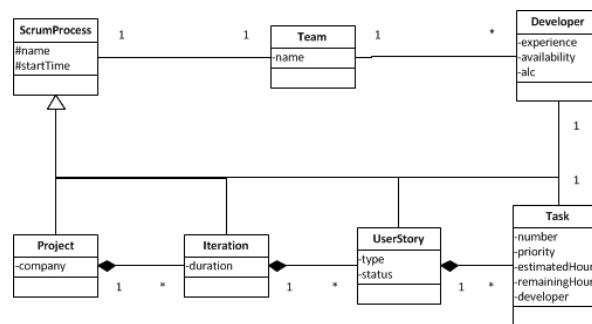 ScrumProcess
#name
#startTime
1
1
Team
-name
1
*
Developer
-experience
-availability
-alc
1
1
Project
-company
1
*
Iteration
-duration
1
*
UserStory
-type
-status
1
*
Task
-number
-priority
-estimatedHour
-remainingHour
-developer